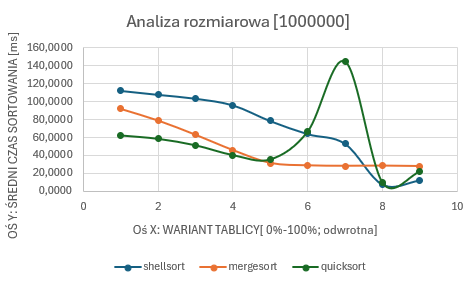 Analiza rozmiarowa [1000000]
OŚ Y: ŚREDNI CZAS SORTOWANIA [ms]
160,0000
140,0000
120,0000
100,0000
80,0000
60,0000
40,0000
20,0000
0,0000
0 2 4 6 8 10
Oś X: WARIANT TABLICY[ 0%-100%; odwrotna]
shellsort mergesort quicksort